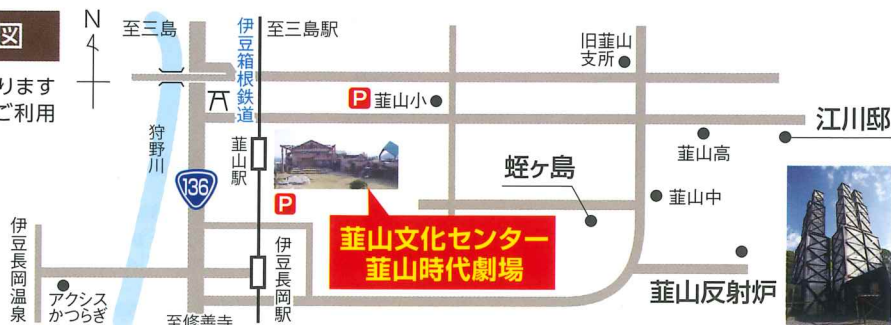 図
ります
ご利用
N
至三島
伊豆箱根鉄道
至三島駅
旧韮山
支所
P 韮山小
狩野川
韮山駅
136
韮山高
江川邸
蛭ヶ島
韮山中
P
韮山文化センター
韮山時代劇場
伊豆長岡温泉
アクシス
かつらぎ
至修善寺
伊豆長岡駅
韮山反射炉